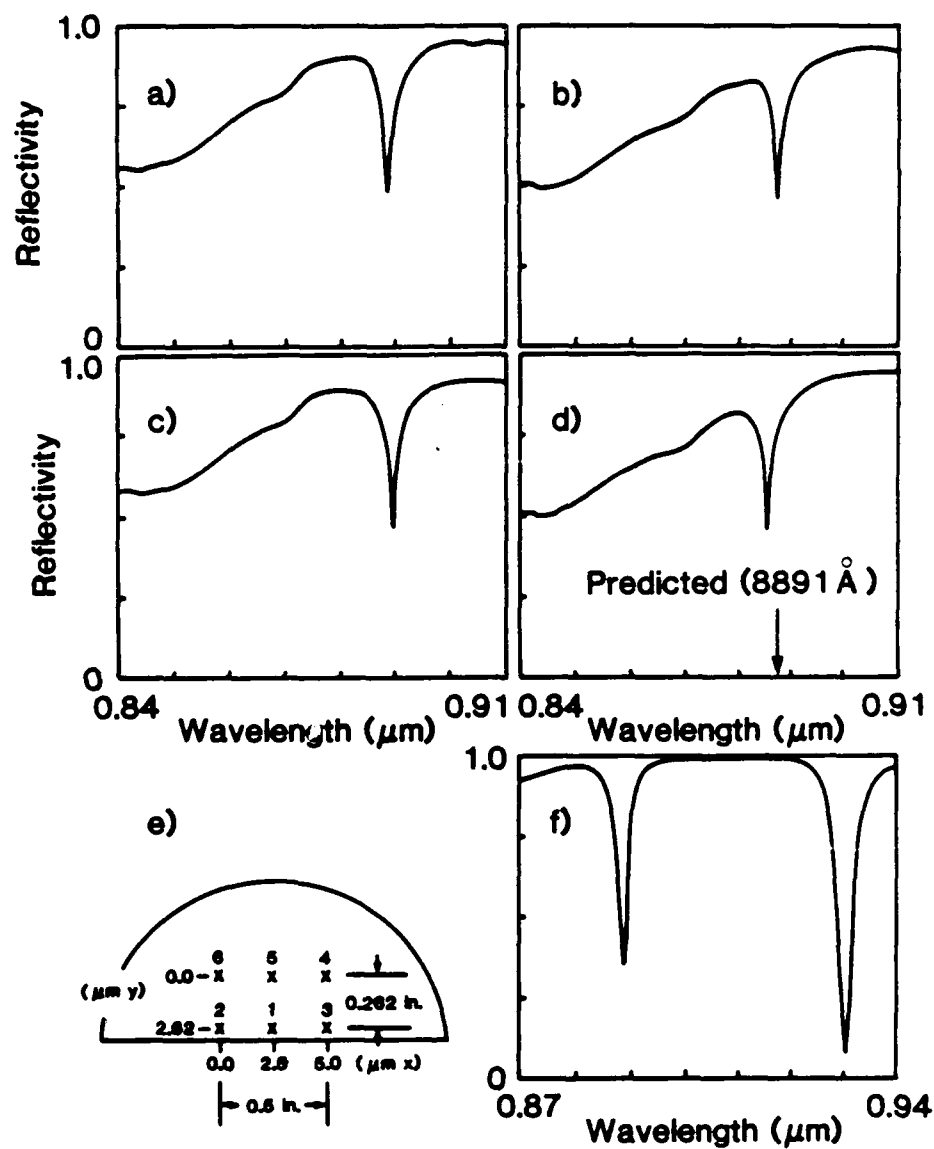 1.0
a)
b)
Reflectivity
0
1.0
c)
d)
Reflectivity
Predicted (8891 Å)
0
0.84 0.91 0.84 0.91
Wavelength (μm) Wavelength (μm)
e)
6 5 4
0.0
(μm y)
0.262 in.
2 1 3
2.62
0.0 2.5 5.0 (μm x)
0.5 in.
1.0
f)
0
0.87 0.94
Wavelength (μm)